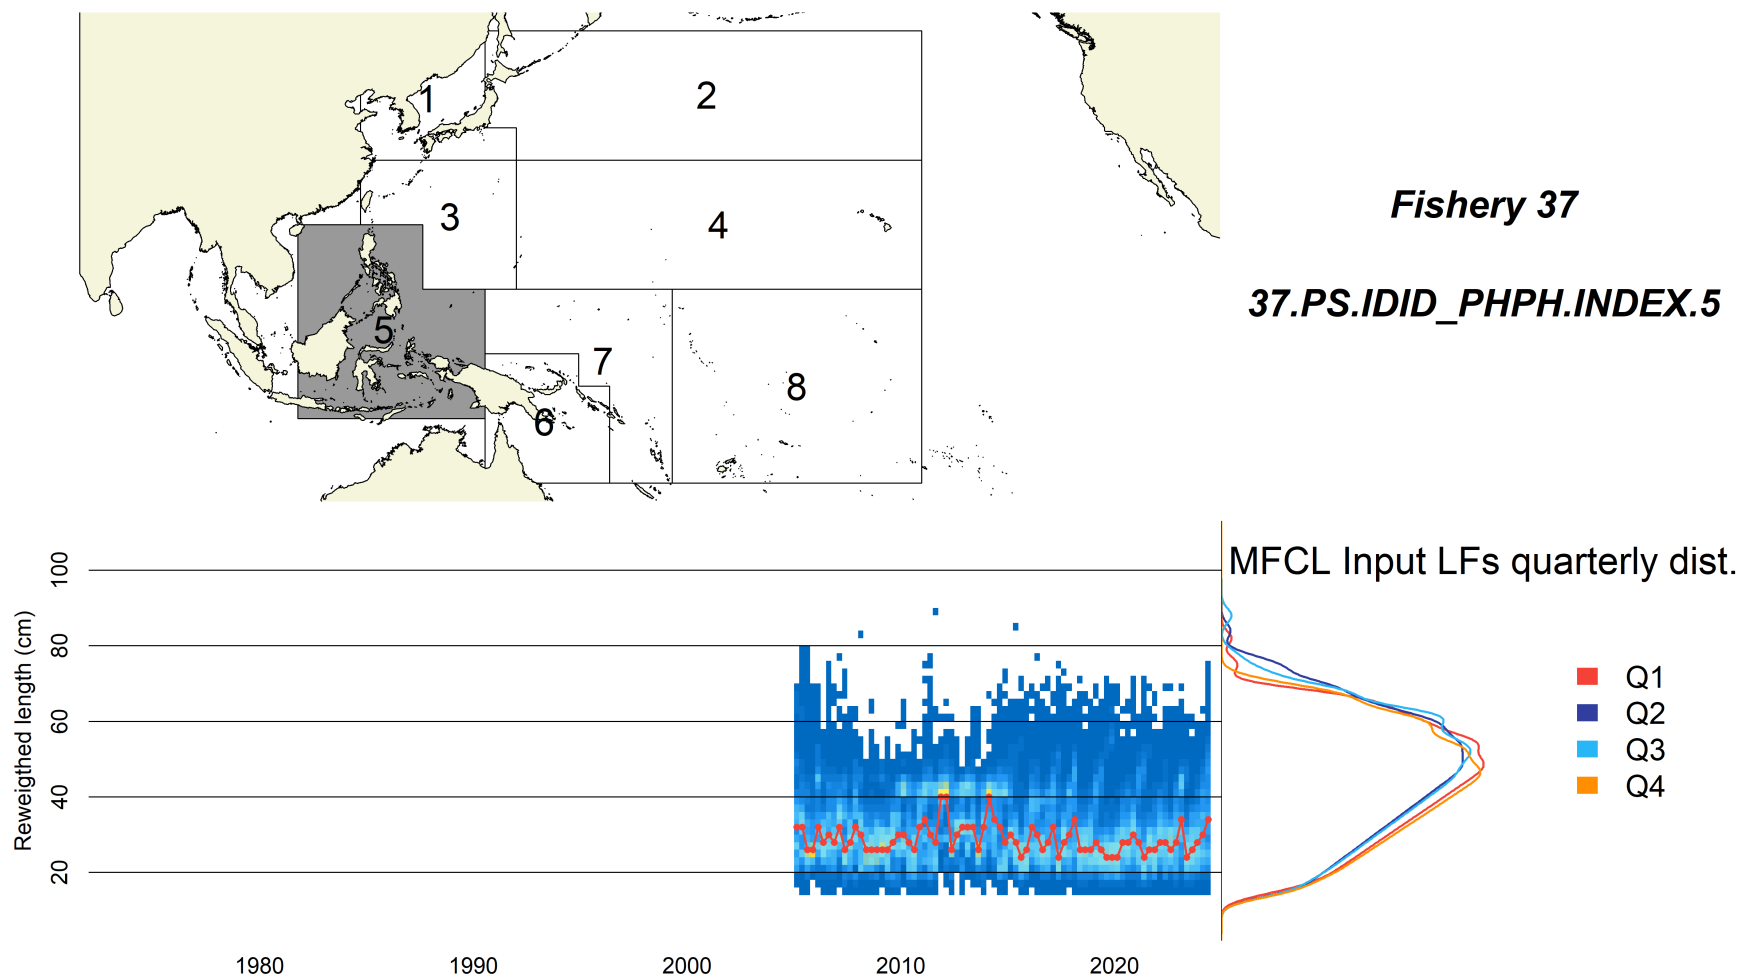 1
2
3
4
5
6
7
8
Fishery 37
37.PS.IDID_PHPH.INDEX.5
MFCL Input LFs quarterly dist.
Reweigthed length (cm)
100
80
60
40
20
1980
1990
2000
2010
2020
Q1
Q2
Q3
Q4